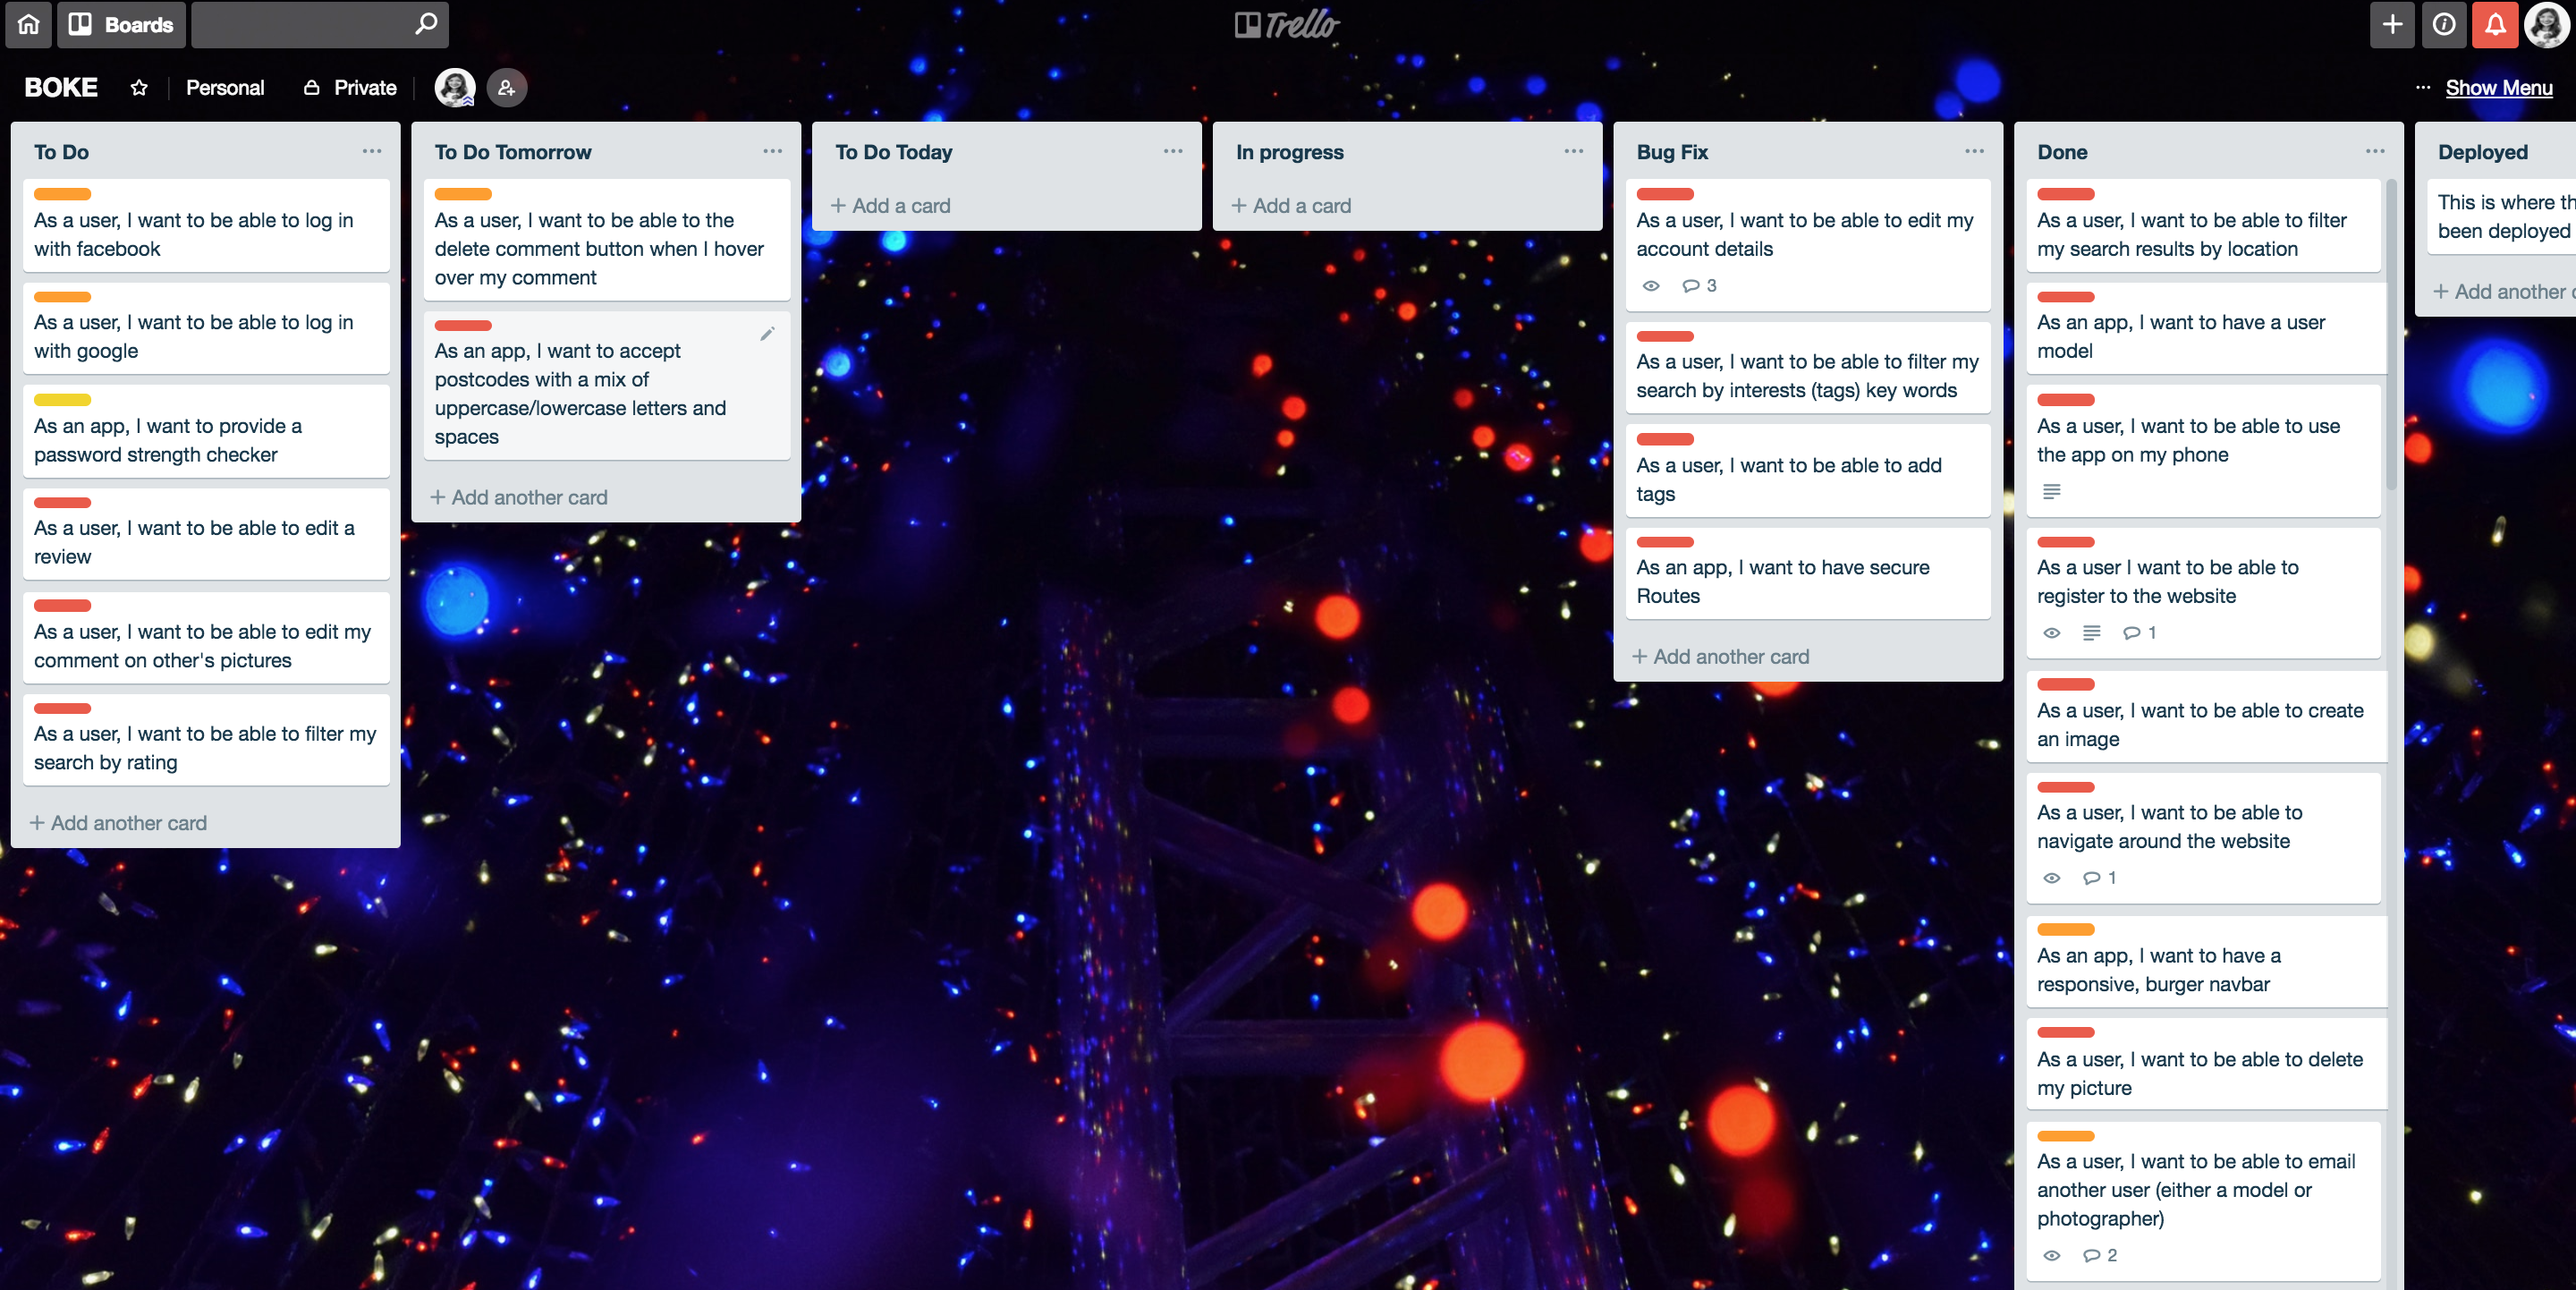 Boards
Trello
BOKE
Personal
Private
Show Menu
To Do
As a user, I want to be able to log in
with facebook
As a user, I want to be able to log in
with google
As an app, I want to provide a
password strength checker
As a user, I want to be able to edit a
review
As a user, I want to be able to edit my
comment on other's pictures
As a user, I want to be able to filter my
search by rating
+ Add another card
To Do Tomorrow
As a user, I want to be able to the
delete comment button when I hover
over my comment
As an app, I want to accept
postcodes with a mix of
uppercase/lowercase letters and
spaces
+ Add another card
To Do Today
+ Add a card
In progress
+ Add a card
Bug Fix
As a user, I want to be able to edit my
account details
3
As a user, I want to be able to filter my
search by interests (tags) key words
As a user, I want to be able to add
tags
As an app, I want to have secure
Routes
+ Add another card
Done
As a user, I want to be able to filter
my search results by location
As an app, I want to have a user
model
As a user, I want to be able to use
the app on my phone
As a user I want to be able to
register to the website
1
As a user, I want to be able to create
an image
As a user, I want to be able to
navigate around the website
1
As an app, I want to have a
responsive, burger navbar
As a user, I want to be able to delete
my picture
As a user, I want to be able to email
another user (either a model or
photographer)
2
Deployed
This is where th
been deployed
+ Add another c